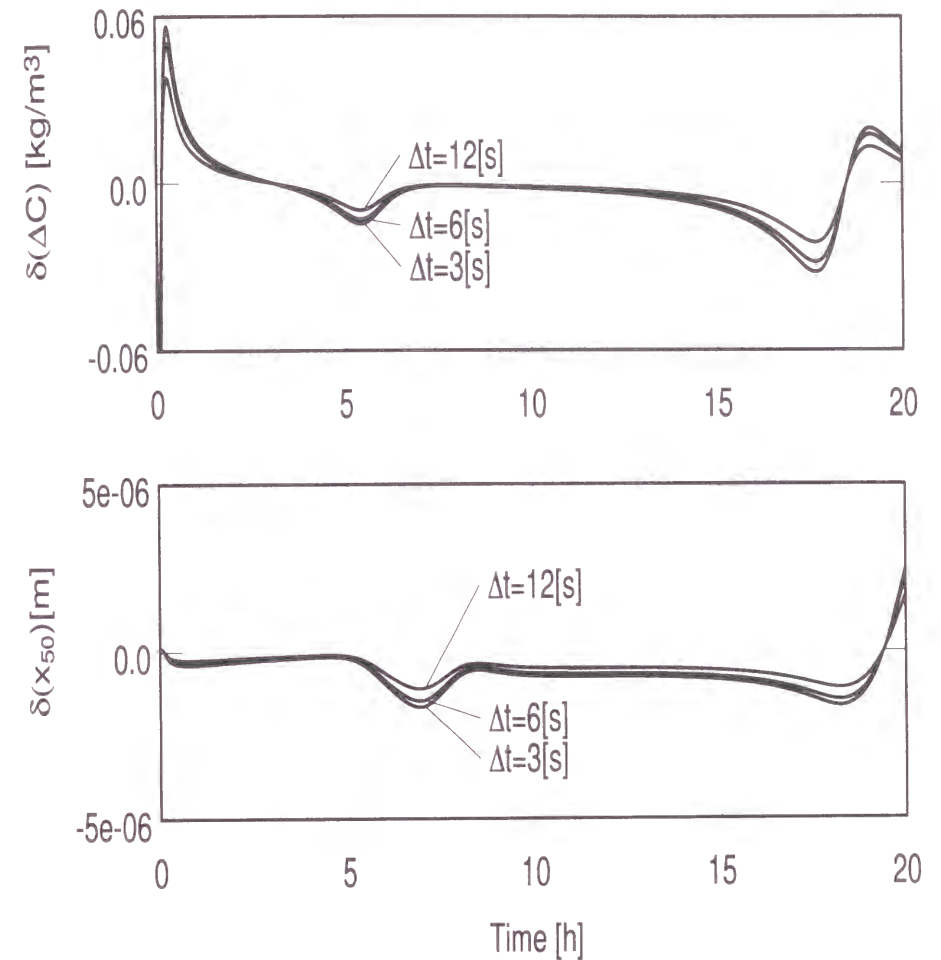 0.06
δ(ΔC) [kg/m³]
0.0
-0.06
Δt=12[s]
Δt=6[s]
Δt=3[s]
0 5 10 15 20
5e-06
δ(x₅₀)[m]
0.0
-5e-06
Δt=12[s]
Δt=6[s]
Δt=3[s]
0 5 10 15 20
Time [h]